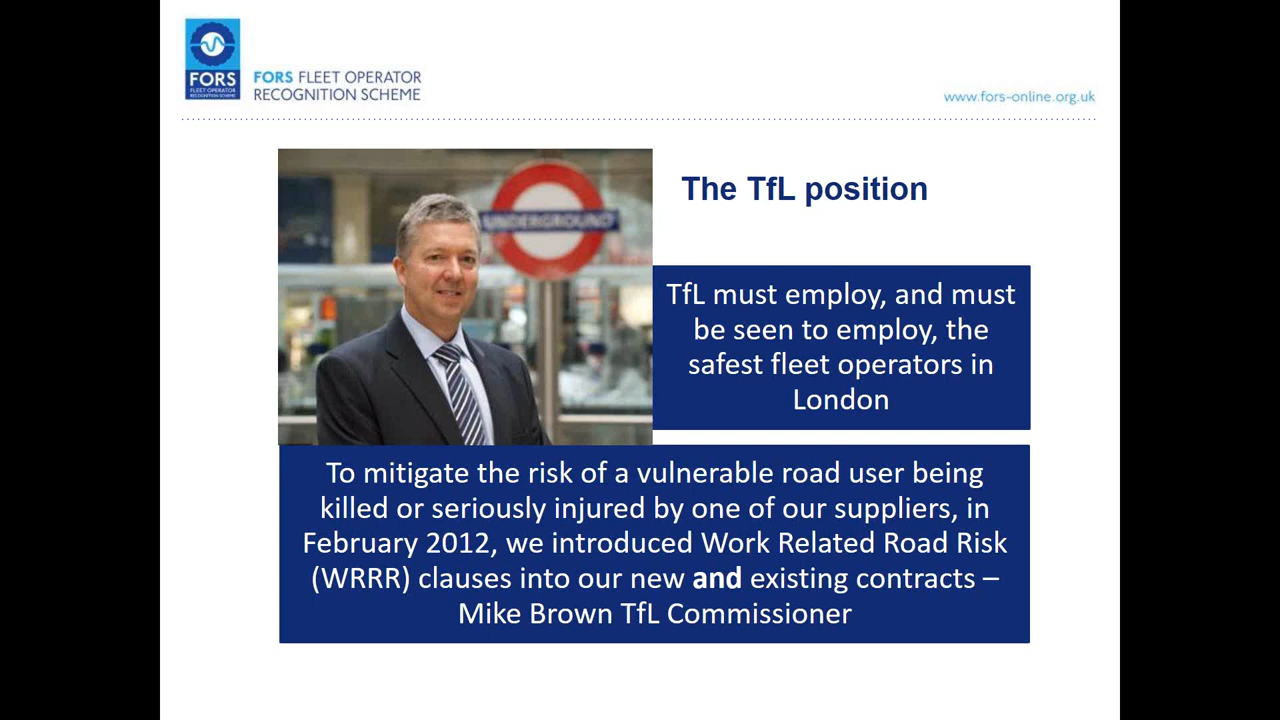 FORS
FLEET OPERATOR
RECOGNITION SCHEME
FORS FLEET OPERATOR
RECOGNITION SCHEME
www.fors-online.org.uk
UNDERGROUND
The TfL position
TfL must employ, and must
be seen to employ, the
safest fleet operators in
London
To mitigate the risk of a vulnerable road user being
killed or seriously injured by one of our suppliers, in
February 2012, we introduced Work Related Road Risk
(WRRR) clauses into our new and existing contracts –
Mike Brown TfL Commissioner